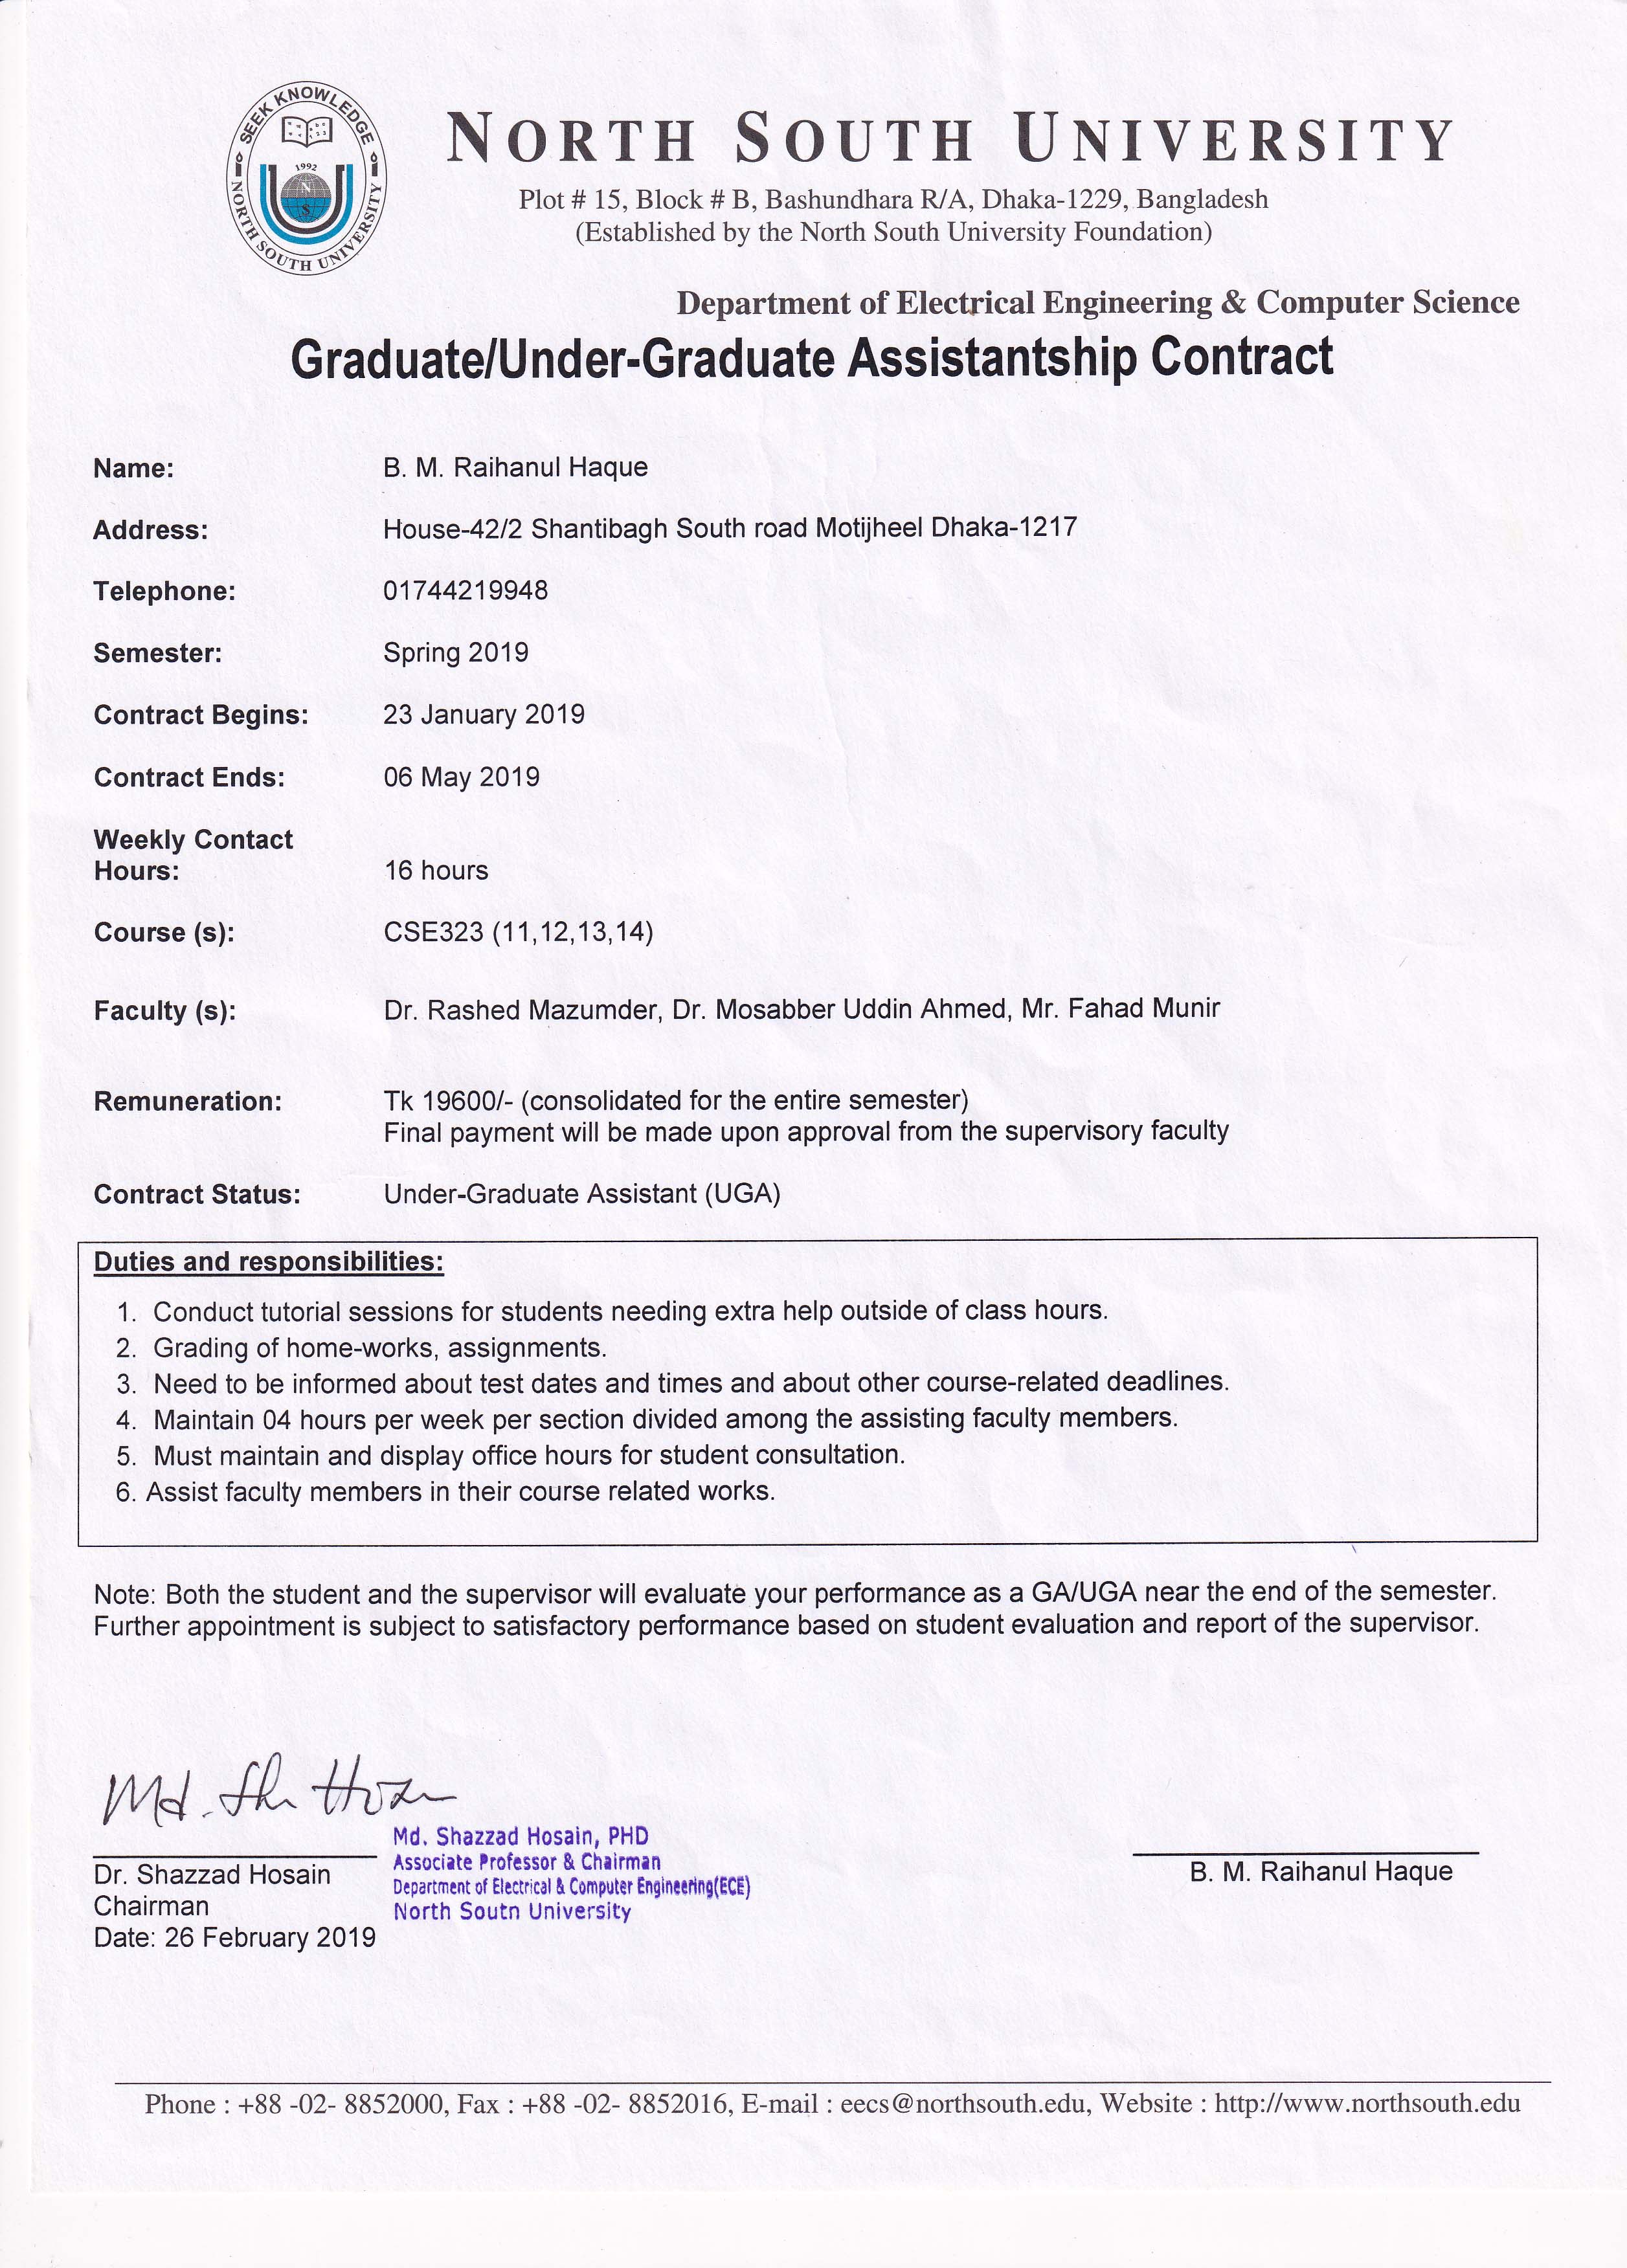 SEEK KNOWLEDGE
1992
N
S
NORTH SOUTH UNIVERSITY
NORTH SOUTH UNIVERSITY
Plot # 15, Block # B, Bashundhara R/A, Dhaka-1229, Bangladesh
(Established by the North South University Foundation)
Department of Electrical Engineering & Computer Science
Graduate/Under-Graduate Assistantship Contract
Name: B. M. Raihanul Haque
Address: House-42/2 Shantibagh South road Motijheel Dhaka-1217
Telephone: 01744219948
Semester: Spring 2019
Contract Begins: 23 January 2019
Contract Ends: 06 May 2019
Weekly Contact
Hours: 16 hours
Course (s): CSE323 (11,12,13,14)
Faculty (s): Dr. Rashed Mazumder, Dr. Mosabber Uddin Ahmed, Mr. Fahad Munir
Remuneration: Tk 19600/- (consolidated for the entire semester)
Final payment will be made upon approval from the supervisory faculty
Contract Status: Under-Graduate Assistant (UGA)
Duties and responsibilities:
1. Conduct tutorial sessions for students needing extra help outside of class hours.
2. Grading of home-works, assignments.
3. Need to be informed about test dates and times and about other course-related deadlines.
4. Maintain 04 hours per week per section divided among the assisting faculty members.
5. Must maintain and display office hours for student consultation.
6. Assist faculty members in their course related works.
Note: Both the student and the supervisor will evaluate your performance as a GA/UGA near the end of the semester.
Further appointment is subject to satisfactory performance based on student evaluation and report of the supervisor.
Md.
Md. Shazzad Hosain, PHD
Associate Professor & Chairman
Department of Electrical & Computer Engineering(ECE)
North Soutn University
Dr. Shazzad Hosain
Chairman
Date: 26 February 2019
B. M. Raihanul Haque
Phone : +88 -02- 8852000, Fax : +88 -02- 8852016, E-mail : eecs@northsouth.edu, Website : http://www.northsouth.edu